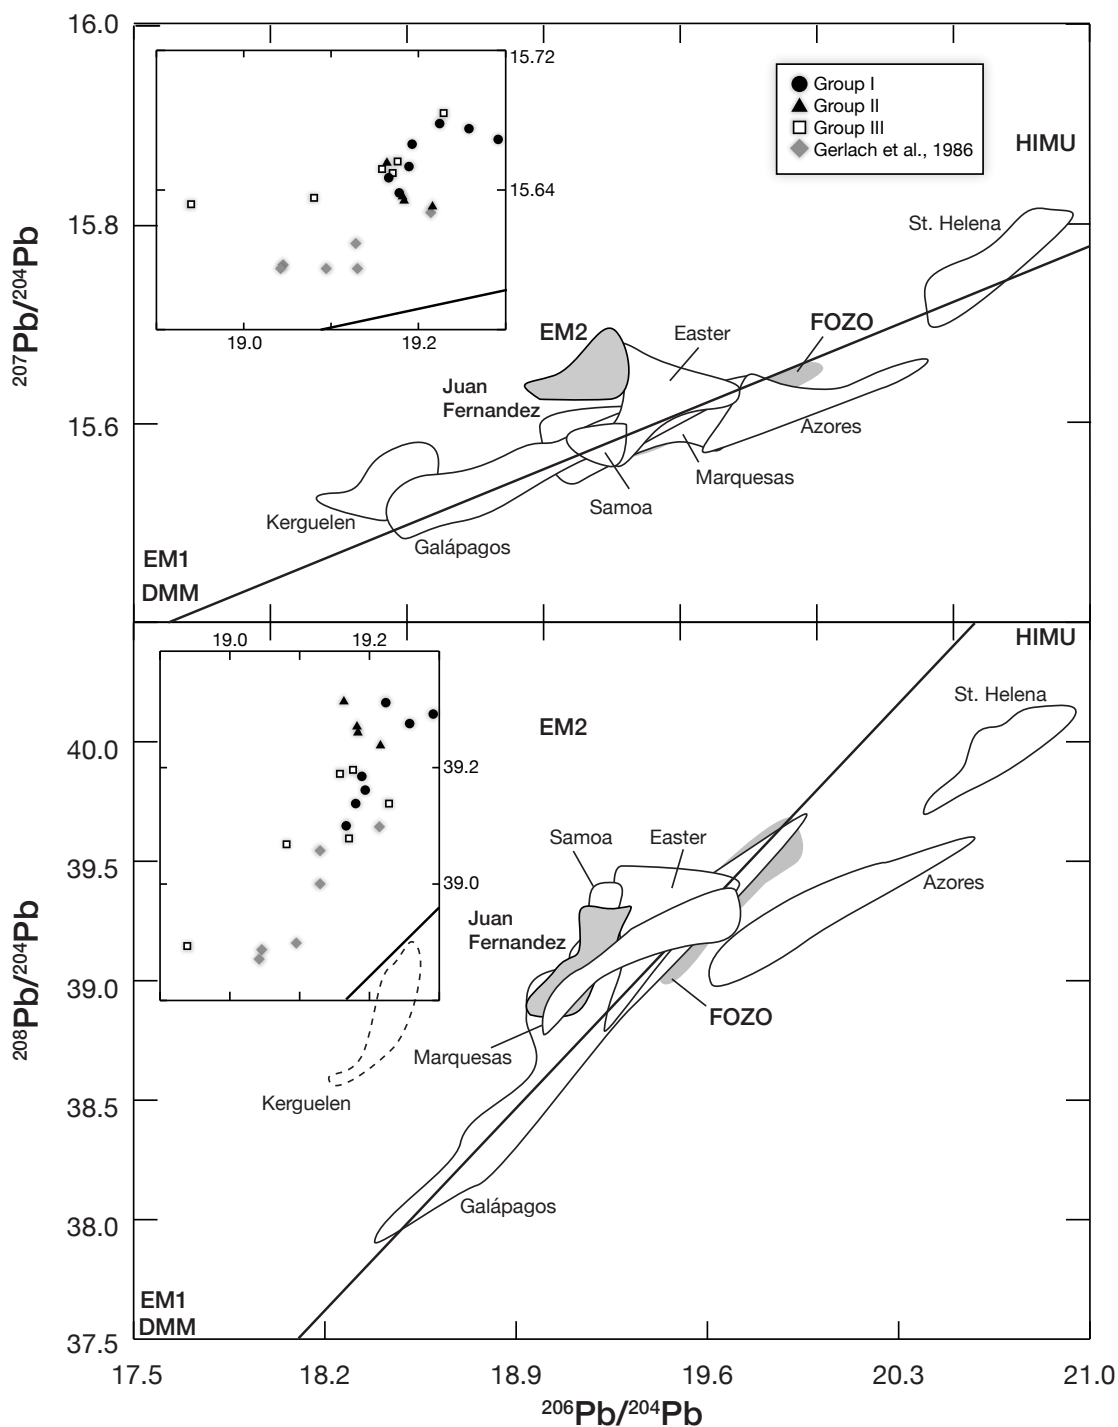 16.0
15.72
Group I
Group II
Group III
Gerlach et al., 1986
HIMU
15.64
15.8
St. Helena
207Pb/204Pb
19.0
19.2
EM2
Easter
FOZO
Juan
Fernandez
15.6
Azores
Marquesas
Samoa
Kerguelen
Galápagos
EM1
DMM
19.0
19.2
HIMU
St. Helena
EM2
40.0
39.2
Samoa
Easter
39.5
39.0
Azores
Juan
Fernandez
208Pb/204Pb
39.0
FOZO
Marquesas
38.5
Kerguelen
Galápagos
38.0
EM1
DMM
37.5
17.5
18.2
18.9
19.6
20.3
21.0
206Pb/204Pb